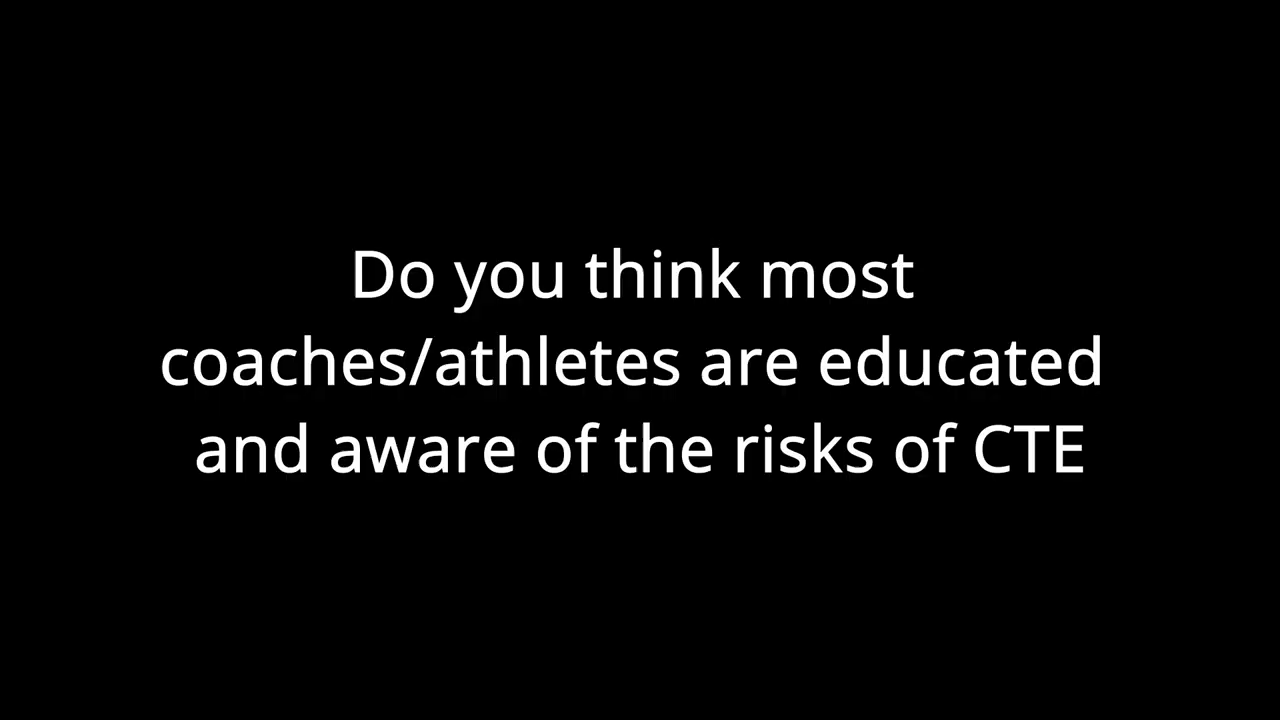 Do you think most
coaches/athletes are educated
and aware of the risks of CTE